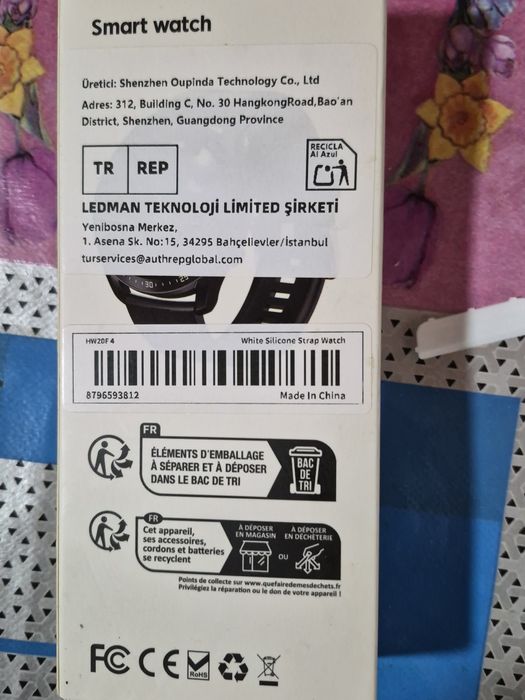 Smart watch
Üretici: Shenzhen Oupinda Technology Co., Ltd
Adres: 312, Building C, No. 30 HangkongRoad,Bao'an
District, Shenzhen, Guangdong Province
TR REP
RECICLA
Al Azul
LEDMAN TEKNOLOJİ LİMİTED ŞİRKETİ
Yenibosna Merkez,
1. Asena Sk. No:15, 34295 Bahçelievler/İstanbul
turservices@authrepglobal.com
HW20F 4 White Silicone Strap Watch
8796593812 Made In China
FR
ÉLÉMENTS D'EMBALLAGE
À SÉPARER ET À DÉPOSER
DANS LE BAC DE TRI
BAC
DE
TRI
FR
Cet appareil,
ses accessoires,
cordons et batteries
se recyclent
À DÉPOSER
EN MAGASIN
OU
À DÉPOSER
EN DÉCHÈTERIE
Points de collecte sur www.quefairedemesdechets.fr
Privilégiez la réparation ou le don de votre appareil !
FC CE RoHS